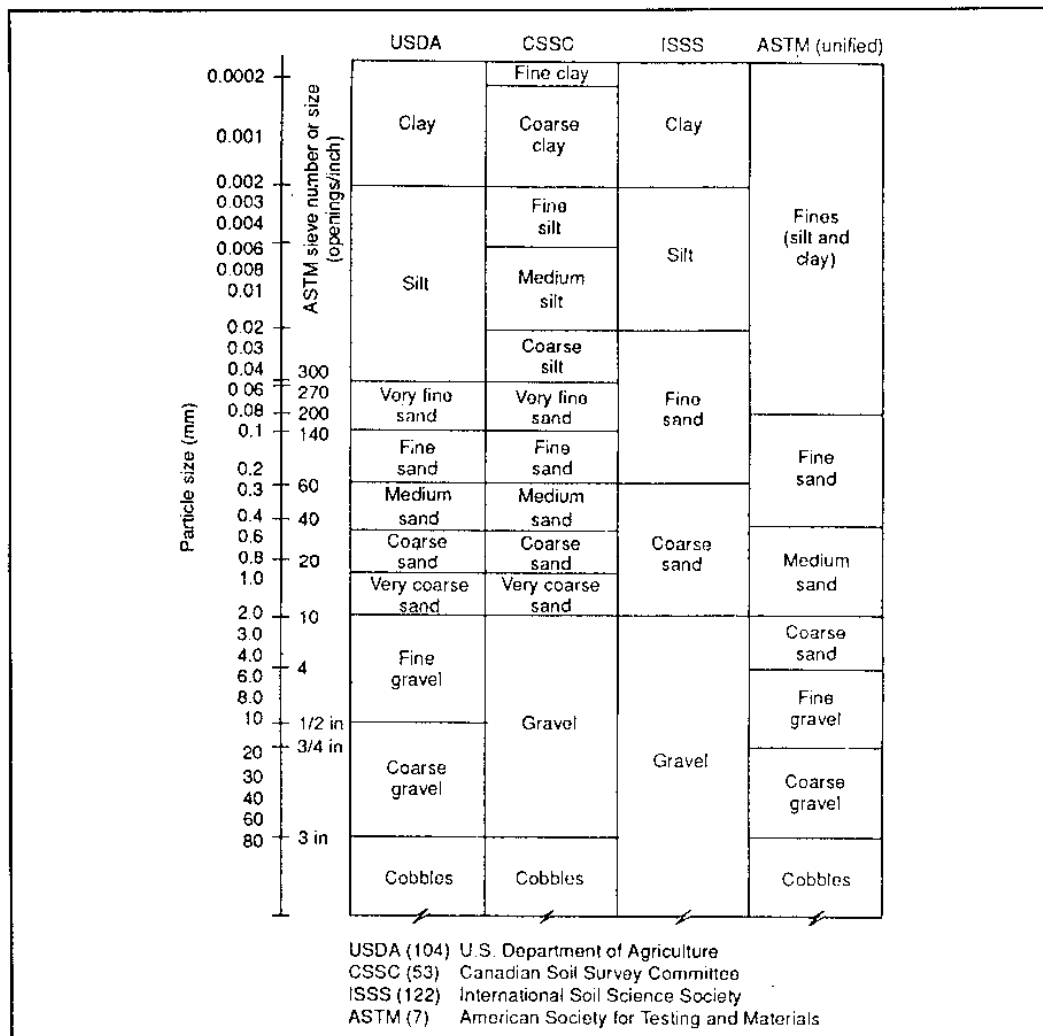 USDA CSSC ISSS ASTM (unified)
Particle size (mm)
0.0002
0.001
0.002
0.003
0.004
0.006
0.008
0.01
0.02
0.03
0.04
0.06
0.08
0.1
0.2
0.3
0.4
0.6
0.8
1.0
2.0
3.0
4.0
6.0
8.0
10
20
30
40
60
80
ASTM sieve number or size
(openings/inch)
300
270
200
140
60
40
20
10
4
1/2 in
3/4 in
3 in
Clay
Silt
Very fine
sand
Fine
sand
Medium
sand
Coarse
sand
Very coarse
sand
Fine
gravel
Coarse
gravel
Cobbles
Fine clay
Coarse
clay
Fine
silt
Medium
silt
Coarse
silt
Very fine
sand
Fine
sand
Medium
sand
Coarse
sand
Very coarse
sand
Gravel
Cobbles
Clay
Silt
Fine
sand
Coarse
sand
Gravel
Fines
(silt and
clay)
Fine
sand
Medium
sand
Coarse
sand
Fine
gravel
Coarse
gravel
Cobbles
USDA (104) U.S. Department of Agriculture
CSSC (53) Canadian Soil Survey Committee
ISSS (122) International Soil Science Society
ASTM (7) American Society for Testing and Materials